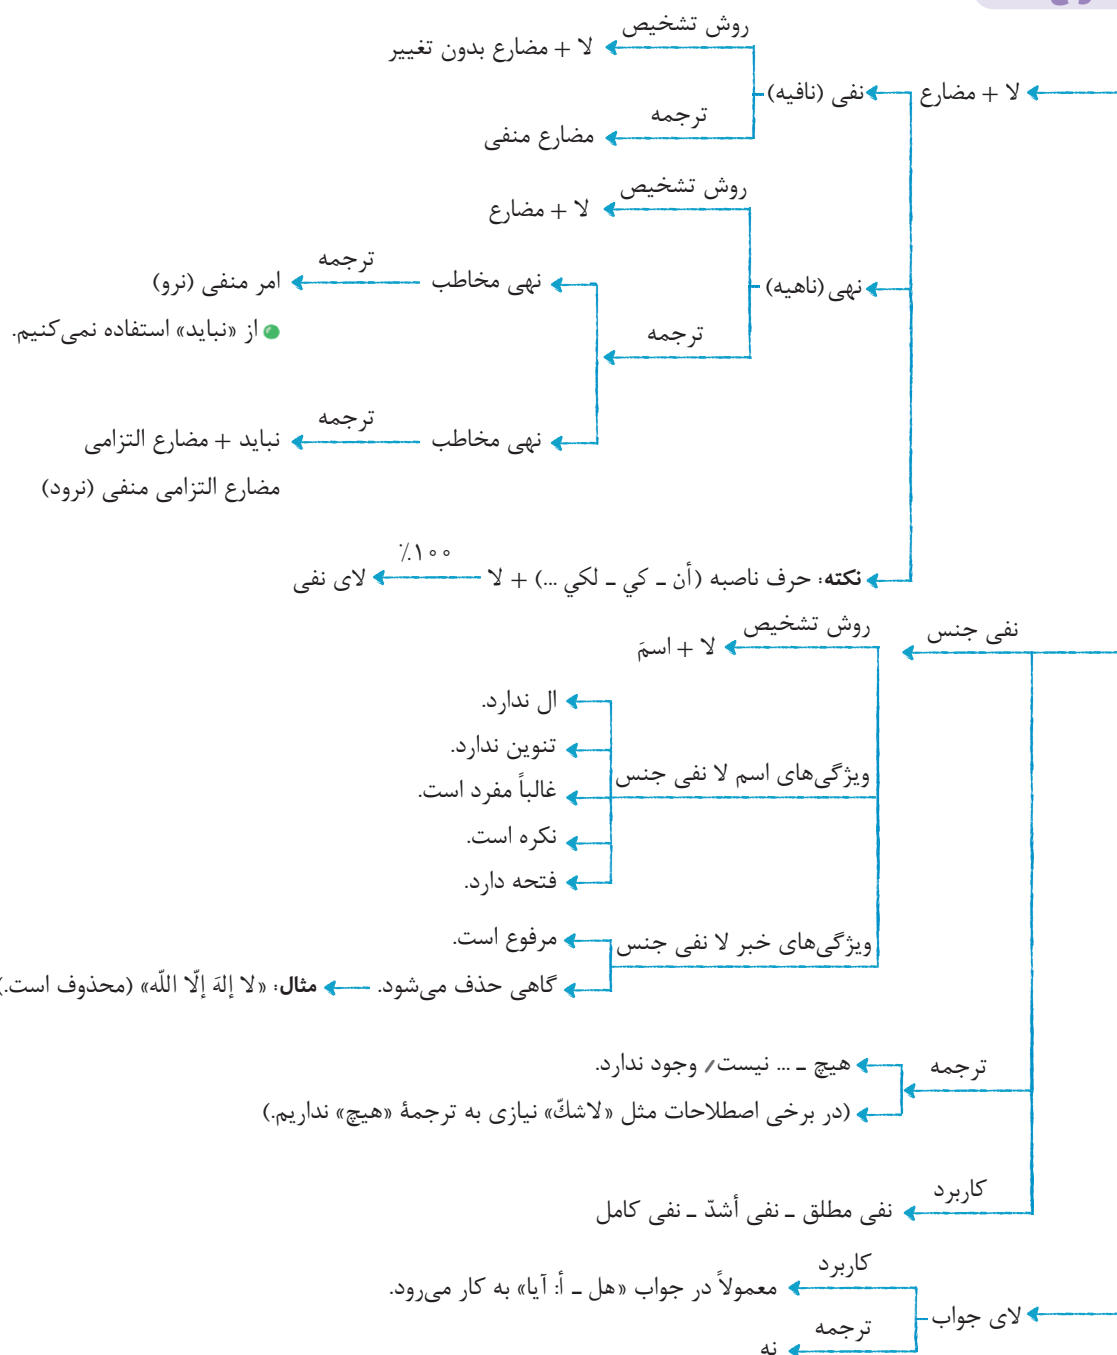 لا + مضارع
نفی (نافیه)
روش تشخیص
لا + مضارع بدون تغییر
ترجمه
مضارع منفی
نهی (ناهیه)
روش تشخیص
لا + مضارع
ترجمه
نهی مخاطب
ترجمه
امر منفی (نرو)
از «نباید» استفاده نمی‌کنیم.
نهی مخاطب
ترجمه
نباید + مضارع التزامی
مضارع التزامی منفی (نرود)
نکته: حرف ناصبه (أن ـ كي ـ لكي ...) + لا ٪۱۰۰ لای نفی
نفی جنس
روش تشخیص
لا + اسمَ
ویژگی‌های اسم لا نفی جنس
ال ندارد.
تنوین ندارد.
غالباً مفرد است.
نکره است.
فتحه دارد.
ویژگی‌های خبر لا نفی جنس
مرفوع است.
گاهی حذف می‌شود.
مثال: «لا إلهَ إلّا اللّه» (محذوف است.)
ترجمه
هیچ ـ ... نیست/ وجود ندارد.
(در برخی اصطلاحات مثل «لاشكّ» نیازی به ترجمهٔ «هیچ» نداریم.)
کاربرد
نفی مطلق ـ نفی أشدّ ـ نفی کامل
لای جواب
کاربرد
معمولاً در جواب «هل ـ أ: آیا» به کار می‌رود.
ترجمه
نه